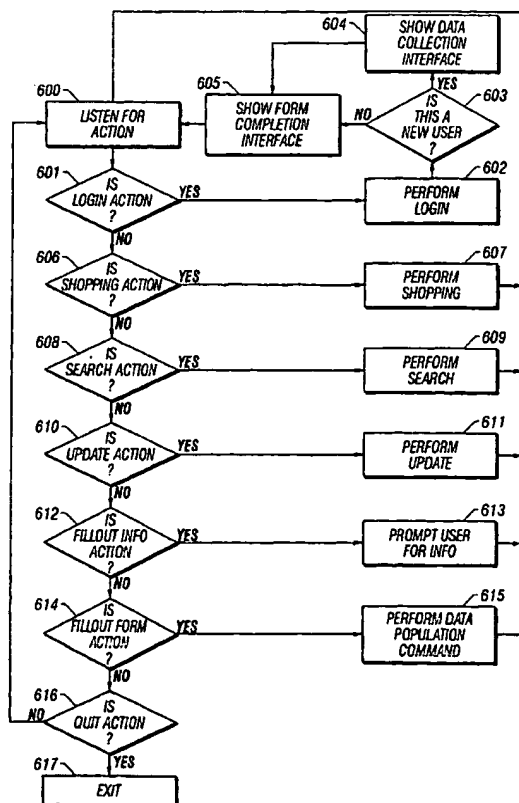 604
SHOW DATA
COLLECTION
INTERFACE
605
SHOW FORM
COMPLETION
INTERFACE
YES
NO
603
IS
THIS A
NEW USER
?
600
LISTEN FOR
ACTION
601
IS
LOGIN ACTION
?
YES
NO
602
PERFORM
LOGIN
606
IS
SHOPPING ACTION
?
YES
NO
607
PERFORM
SHOPPING
608
IS
SEARCH ACTION
?
YES
NO
609
PERFORM
SEARCH
610
IS
UPDATE ACTION
?
YES
NO
611
PERFORM
UPDATE
612
IS
FILLOUT INFO
ACTION
?
YES
NO
613
PROMPT USER
FOR INFO
614
IS
FILLOUT FORM
ACTION
?
YES
NO
615
PERFORM DATA
POPULATION
COMMAND
616
IS
QUIT ACTION
?
NO
YES
617
EXIT